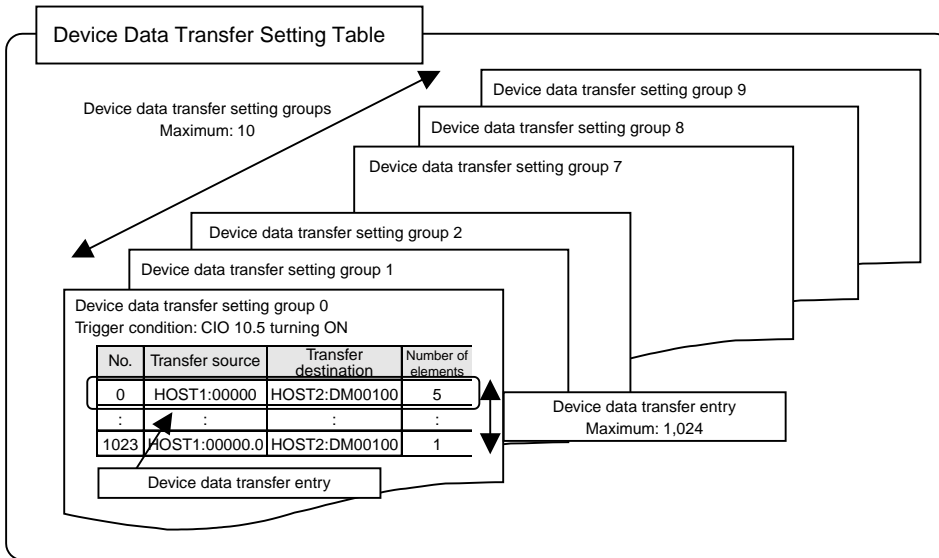 Device Data Transfer Setting Table
Device data transfer setting groups
Maximum: 10
Device data transfer setting group 9
Device data transfer setting group 8
Device data transfer setting group 7
Device data transfer setting group 2
Device data transfer setting group 1
Device data transfer setting group 0
Trigger condition: CIO 10.5 turning ON
No. Transfer source Transfer destination Number of elements
0 HOST1:00000 HOST2:DM00100 5
: : : :
1023 HOST1:00000.0 HOST2:DM00100 1
Device data transfer entry
Maximum: 1,024
Device data transfer entry